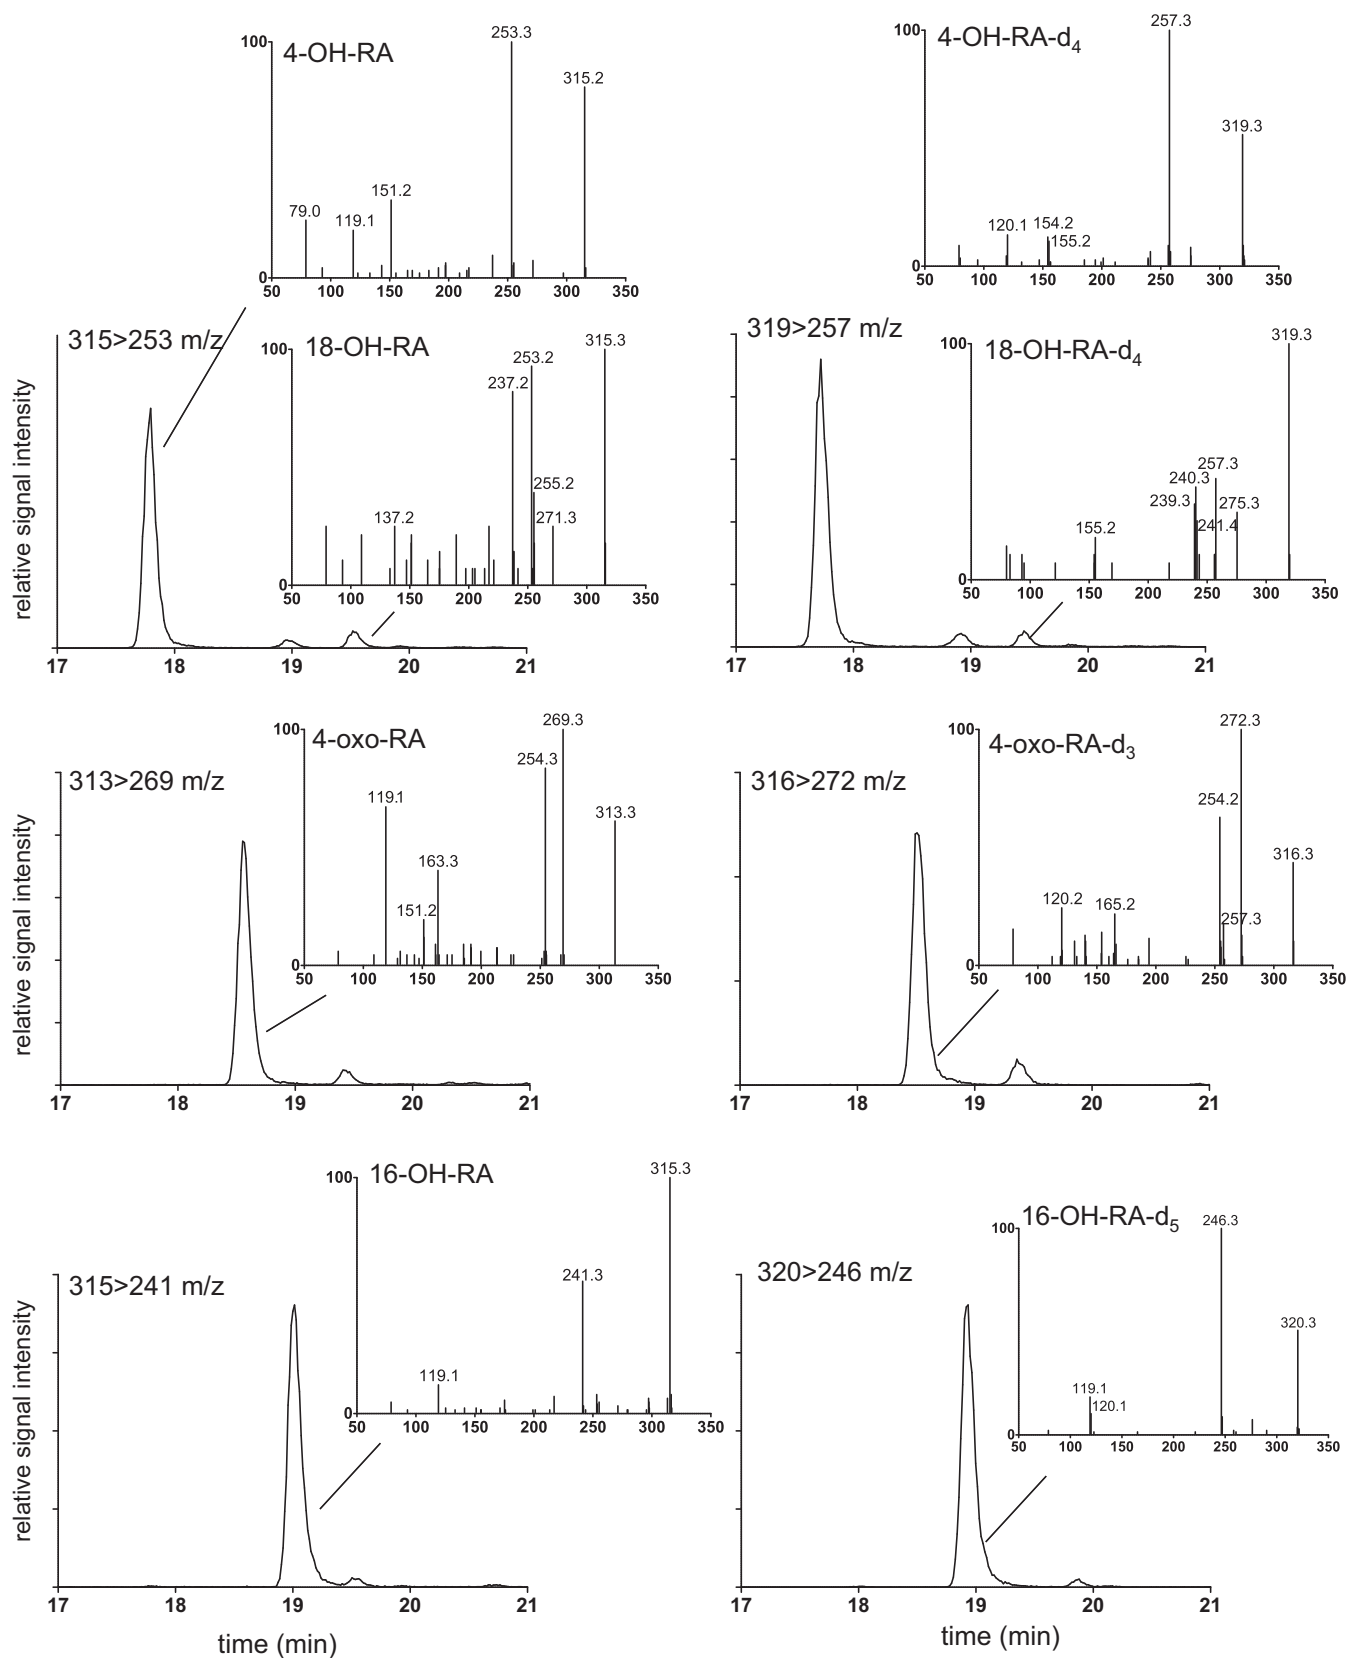 4-OH-RA
100
253.3
315.2
151.2
79.0
119.1
0
50 100 150 200 250 300 350
4-OH-RA-d4
100
257.3
319.3
120.1
154.2
155.2
0
50 100 150 200 250 300 350
relative signal intensity
315>253 m/z
17 18 19 20 21
18-OH-RA
100
315.3
253.2
237.2
255.2
271.3
137.2
0
50 100 150 200 250 300 350
319>257 m/z
17 18 19 20 21
18-OH-RA-d4
100
319.3
257.3
240.3
239.3
275.3
241.4
155.2
0
50 100 150 200 250 300 350
relative signal intensity
313>269 m/z
17 18 19 20 21
4-oxo-RA
100
269.3
254.3
119.1
313.3
163.3
151.2
0
50 100 150 200 250 300 350
316>272 m/z
17 18 19 20 21
4-oxo-RA-d3
100
272.3
254.2
316.3
120.2
165.2
257.3
0
50 100 150 200 250 300 350
relative signal intensity
315>241 m/z
17 18 19 20 21
time (min)
16-OH-RA
100
315.3
241.3
119.1
0
50 100 150 200 250 300 350
320>246 m/z
17 18 19 20 21
time (min)
16-OH-RA-d5
100
246.3
320.3
119.1
120.1
0
50 100 150 200 250 300 350